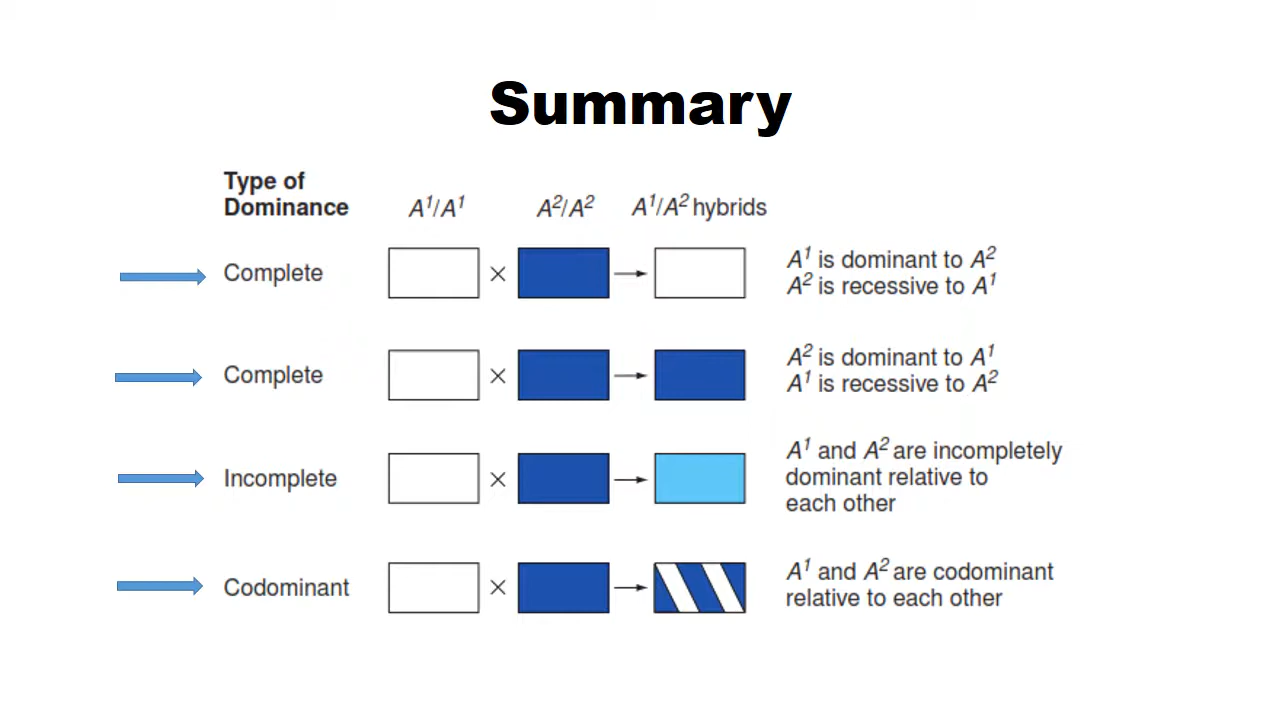 Summary
Type of
Dominance
A¹/A¹
A²/A²
A¹/A² hybrids
Complete
×
A¹ is dominant to A²
A² is recessive to A¹
Complete
×
A² is dominant to A¹
A¹ is recessive to A²
Incomplete
×
A¹ and A² are incompletely
dominant relative to
each other
Codominant
×
A¹ and A² are codominant
relative to each other